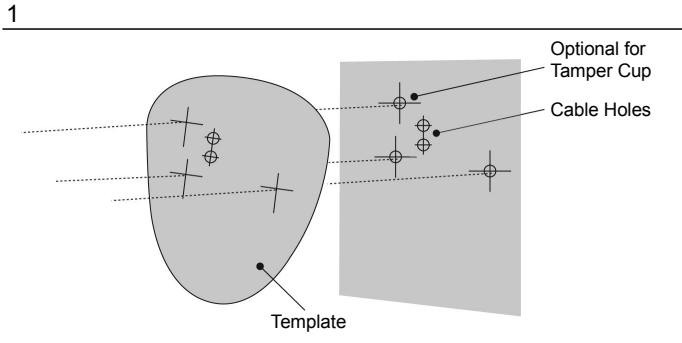 1
Optional for
Tamper Cup
Cable Holes
Template